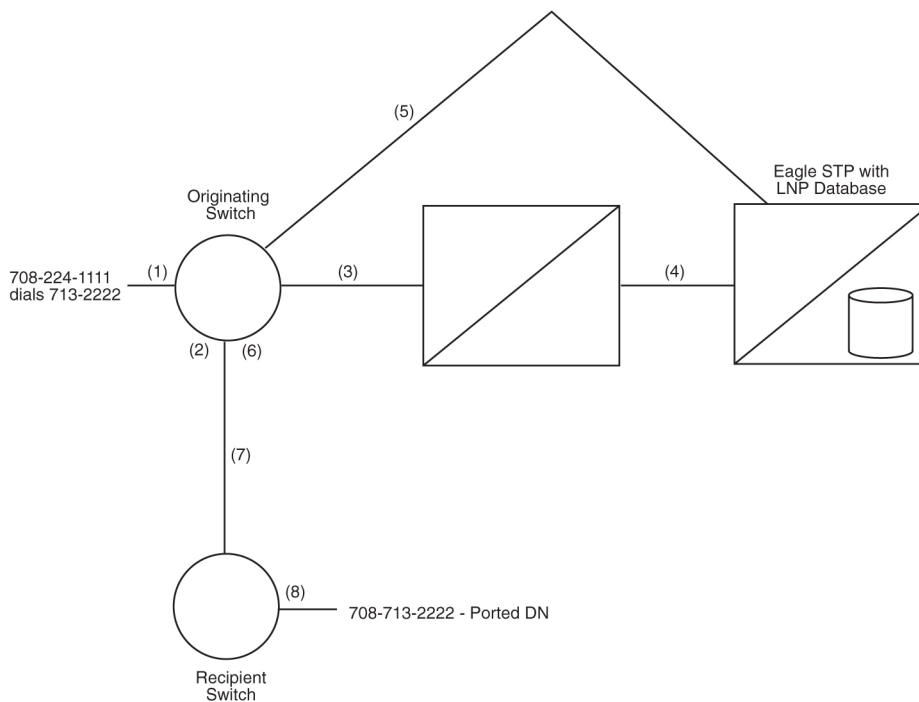 (5)
Eagle STP with
LNP Database
Originating
Switch
708-224-1111
dials 713-2222
(1)
(3)
(4)
(2)
(6)
(7)
(8)
708-713-2222 - Ported DN
Recipient
Switch